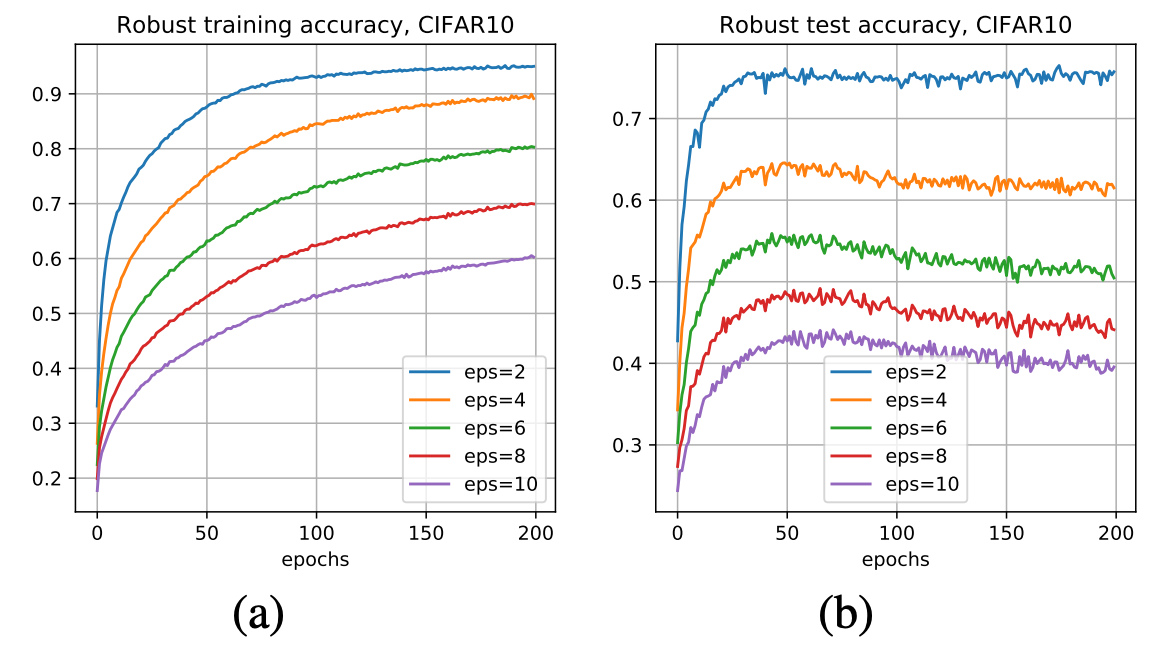 Robust training accuracy, CIFAR10
0.9
0.8
0.7
0.6
0.5
0.4
0.3
0.2
0 50 100 150 200
epochs
eps=2
eps=4
eps=6
eps=8
eps=10
(a)
Robust test accuracy, CIFAR10
0.7
0.6
0.5
0.4
0.3
0 50 100 150 200
epochs
eps=2
eps=4
eps=6
eps=8
eps=10
(b)